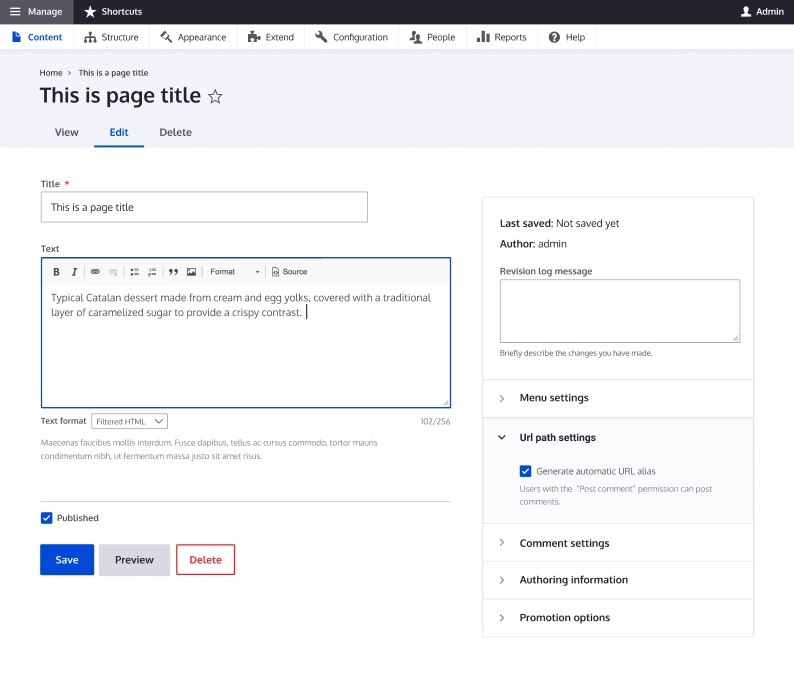 Manage Shortcuts Admin
Content Structure Appearance Extend Configuration People Reports Help
Home › This is a page title
This is page title
View Edit Delete
Title *
This is a page title
Text
B I Format Source
Typical Catalan dessert made from cream and egg yolks, covered with a traditional
layer of caramelized sugar to provide a crispy contrast.
Text format Filtered HTML 102/256
Maecenas faucibus mollis interdum. Fusce dapibus, tellus ac cursus commodo, tortor mauris
condimentum nibh, ut fermentum massa justo sit amet risus.
Published
Save Preview Delete
Last saved: Not saved yet
Author: admin
Revision log message
Briefly describe the changes you have made.
Menu settings
Url path settings
Generate automatic URL alias
Users with the "Post comment" permission can post
comments.
Comment settings
Authoring information
Promotion options